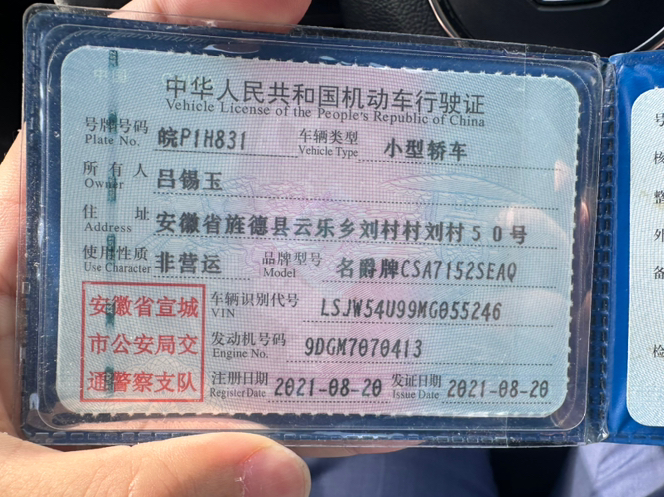 中华人民共和国机动车行驶证
Vehicle License of the People's Republic of China
号牌号码 皖P1H831 车辆类型 小型轿车
Plate No. Vehicle Type
所有人 吕锡玉
Owner
住址 安徽省旌德县云乐乡刘村村刘村50号
Address
使用性质 非营运 品牌型号 名爵牌CSA7152SEAQ
Use Character Model
安徽省宣城 车辆识别代号 LSJW54U99MG055246
VIN
市公安局交 发动机号码 9DGM7070413
Engine No.
通警察支队 注册日期 2021-08-20 发证日期 2021-08-20
Register Date Issue Date